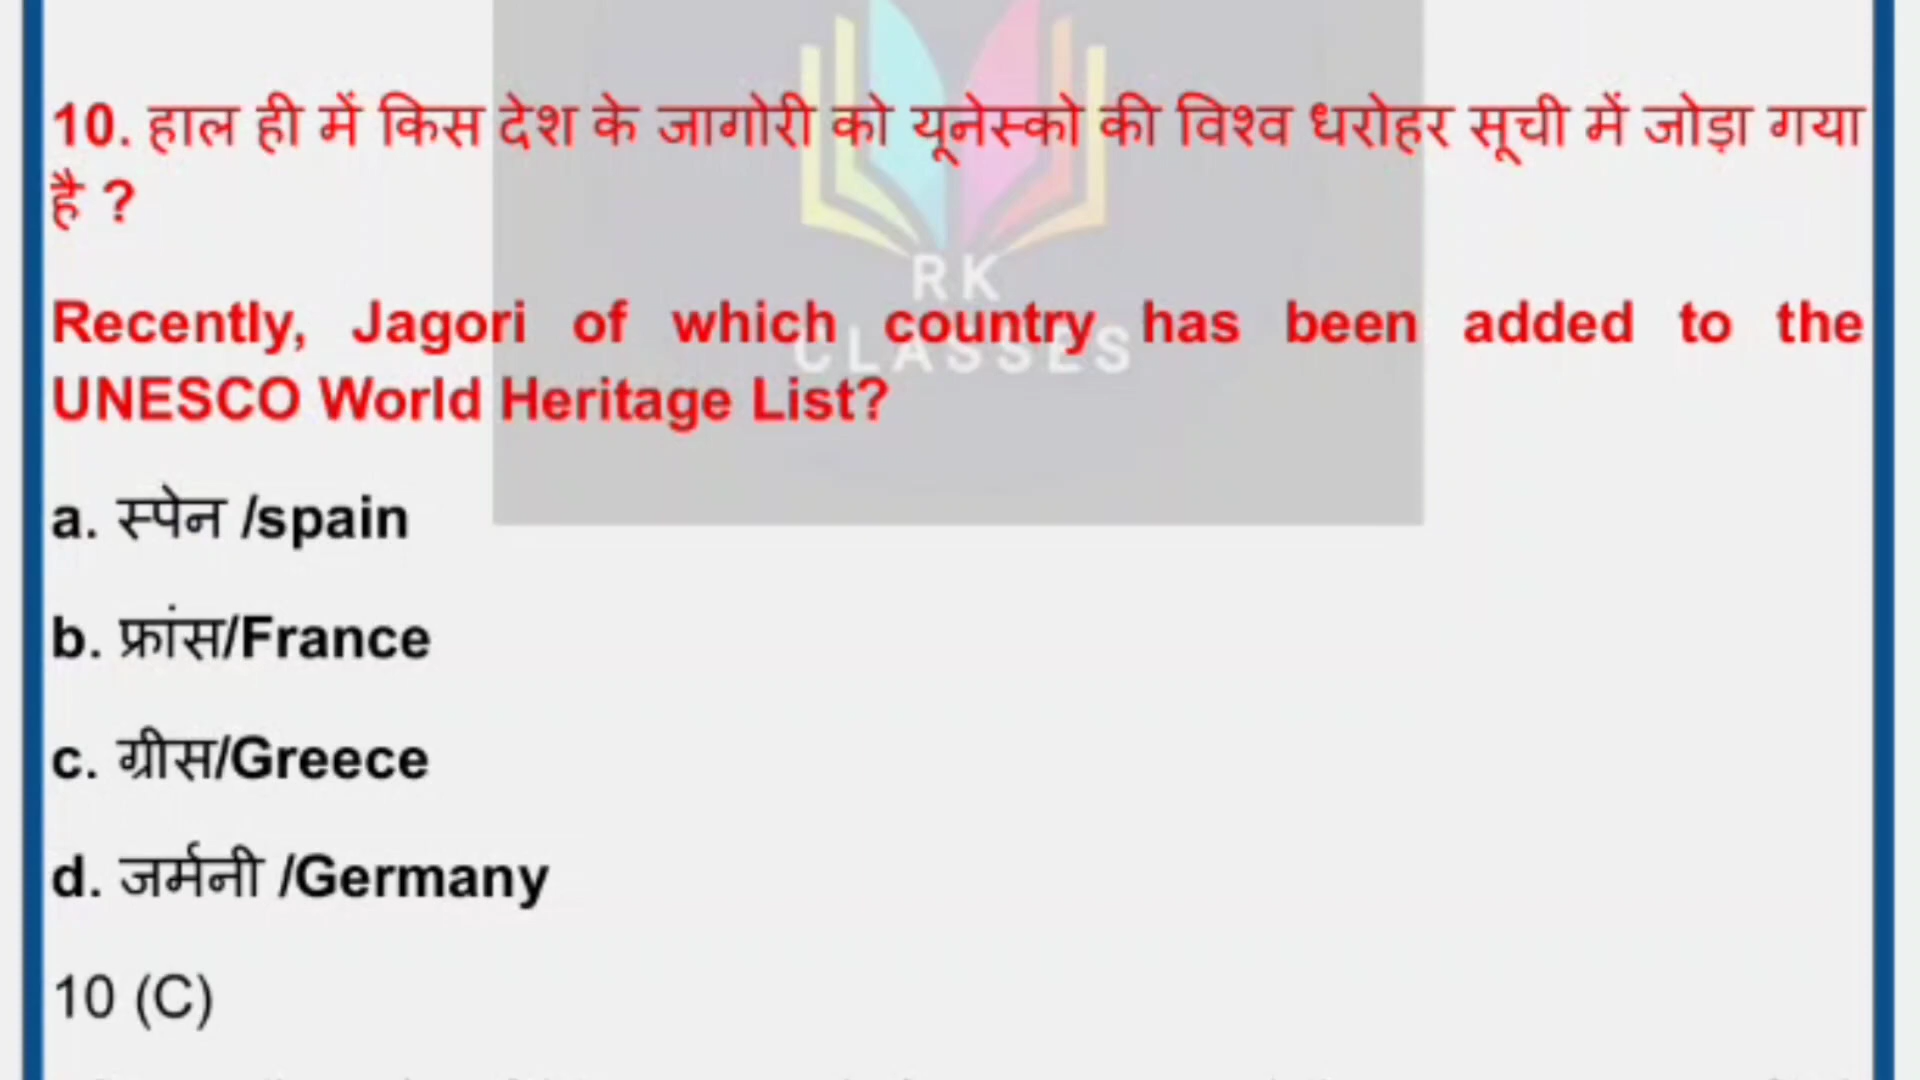 10. हाल ही में किस देश के जागोरी को यूनेस्को की विश्व धरोहर सूची में जोड़ा गया
है ?
RK
Recently, Jagori of which country has been added to the
CLASSES
UNESCO World Heritage List?
a. स्पेन /spain
b. फ्रांस/France
c. ग्रीस/Greece
d. जर्मनी /Germany
10 (C)